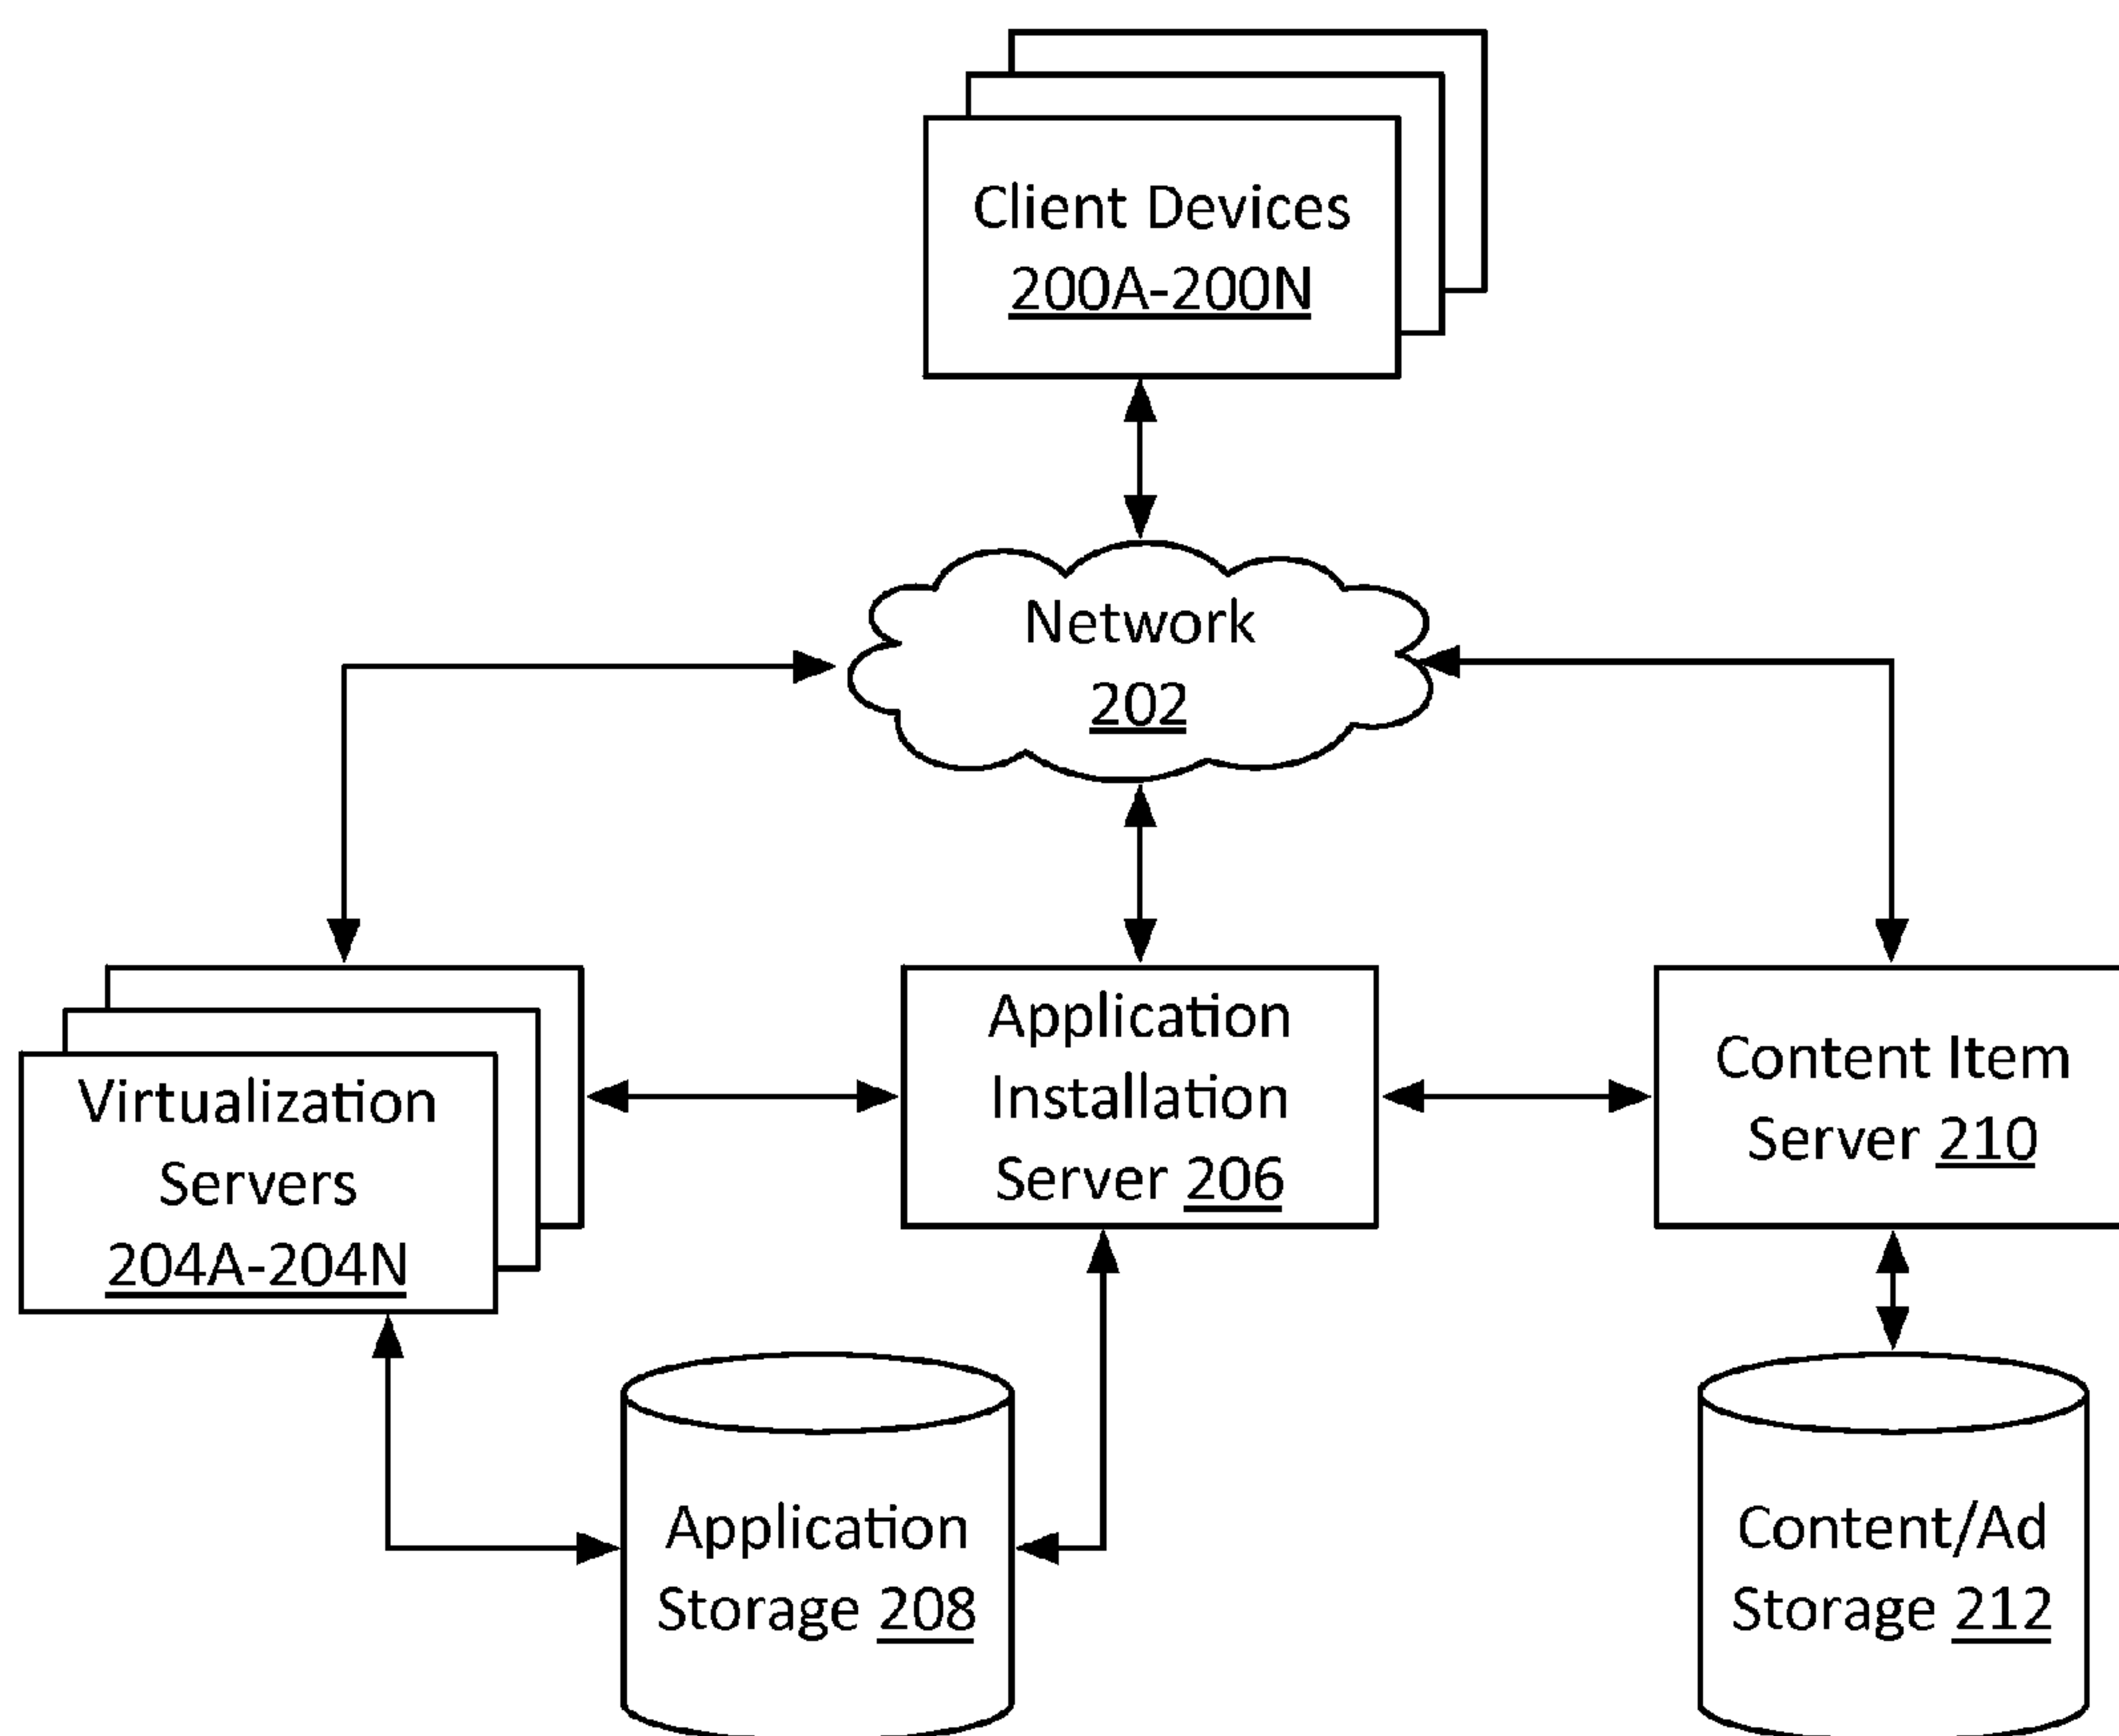 Client Devices
200A-200N
Network
202
Virtualization
Servers
204A-204N
Application
Installation
Server 206
Content Item
Server 210
Application
Storage 208
Content/Ad
Storage 212